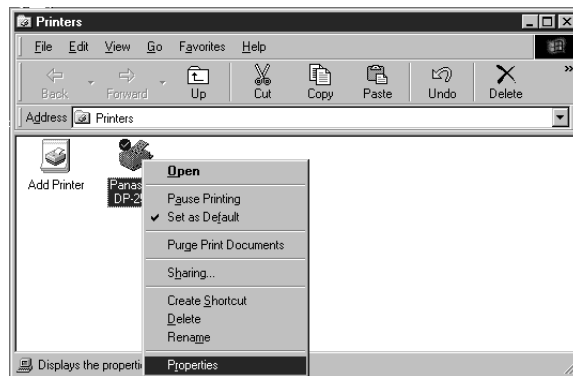 Printers
File Edit View Go Favorites Help
Back Forward Up Cut Copy Paste Undo Delete »
Address Printers
Add Printer
Panas
DP-2
Open
Pause Printing
Set as Default
Purge Print Documents
Sharing...
Create Shortcut
Delete
Rename
Properties
Displays the properti